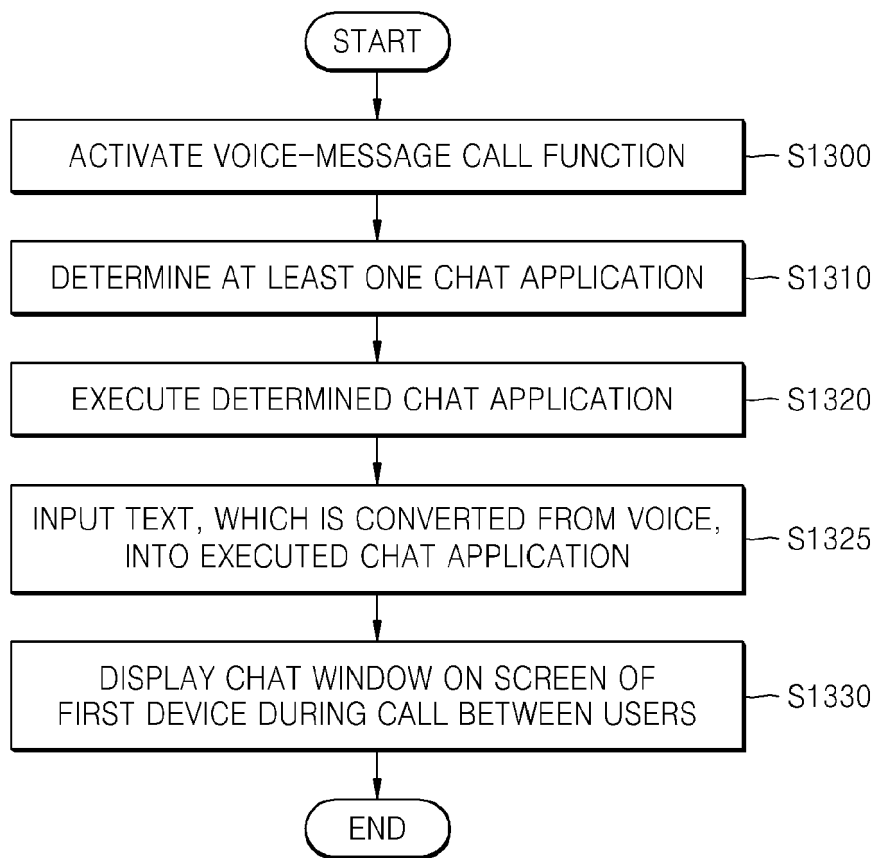 START
ACTIVATE VOICE-MESSAGE CALL FUNCTION
S1300
DETERMINE AT LEAST ONE CHAT APPLICATION
S1310
EXECUTE DETERMINED CHAT APPLICATION
S1320
INPUT TEXT, WHICH IS CONVERTED FROM VOICE,
INTO EXECUTED CHAT APPLICATION
S1325
DISPLAY CHAT WINDOW ON SCREEN OF
FIRST DEVICE DURING CALL BETWEEN USERS
S1330
END